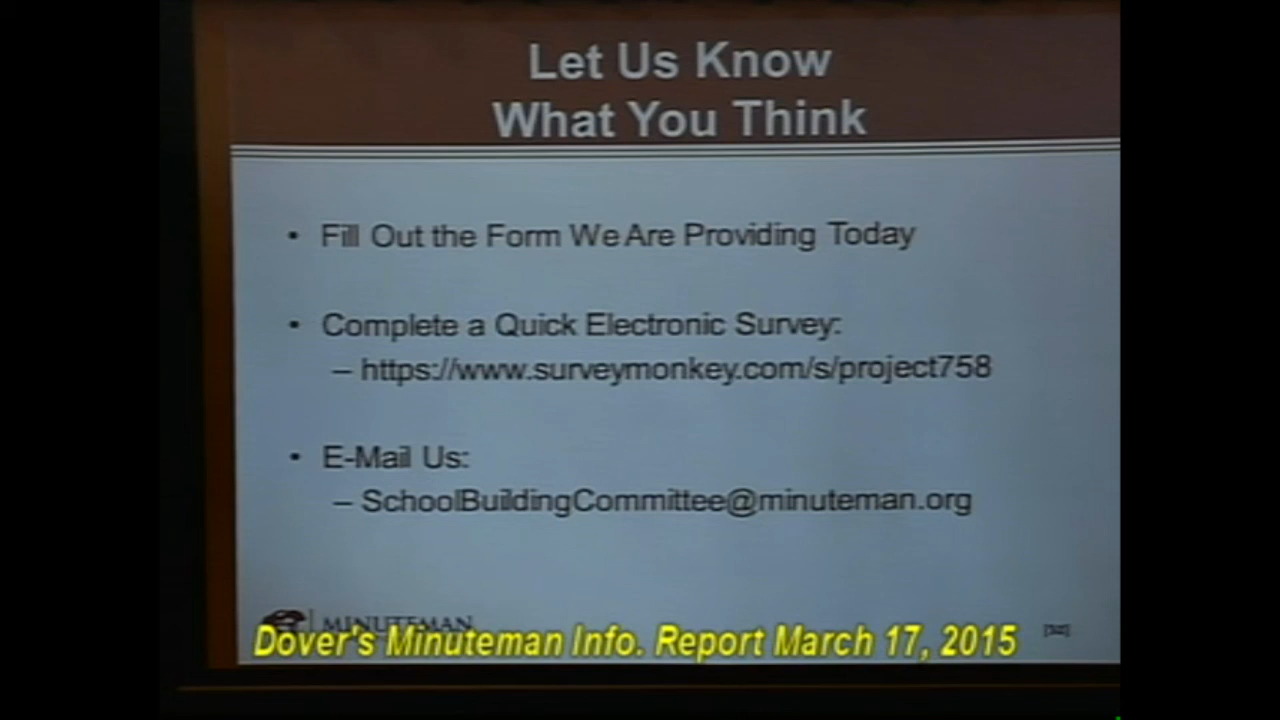 Let Us Know
What You Think
• Fill Out the Form We Are Providing Today
• Complete a Quick Electronic Survey:
– https://www.surveymonkey.com/s/project758
• E-Mail Us:
– SchoolBuildingCommittee@minuteman.org
MINUTEMAN
Dover's Minuteman Info. Report March 17, 2015